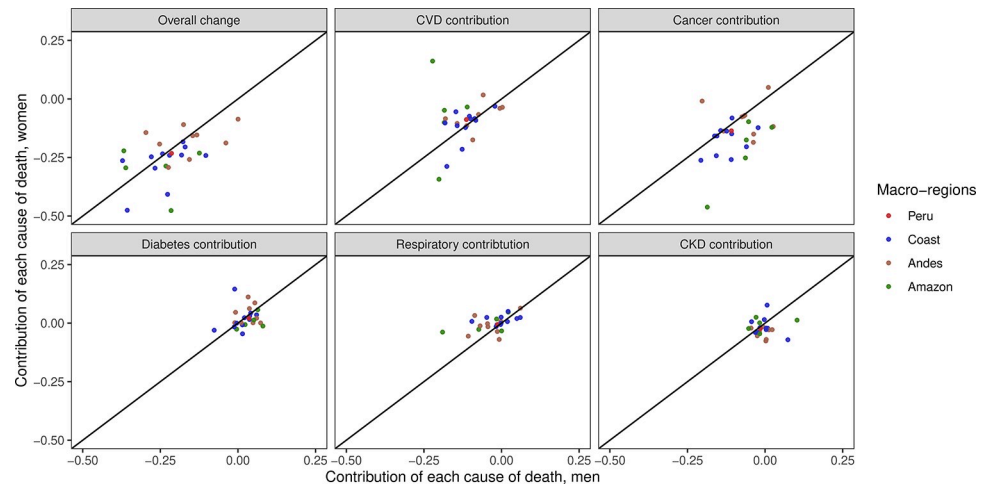 Overall change
CVD contribution
Cancer contribution
0.25
0.00
−0.25
−0.50
Diabetes contribution
Respiratory contribtution
CKD contribution
0.25
0.00
−0.25
−0.50
−0.50 −0.25 0.00 0.25
−0.50 −0.25 0.00 0.25
−0.50 −0.25 0.00 0.25
Contribution of each cause of death, men
Contribution of each cause of death, women
Macro−regions
Peru
Coast
Andes
Amazon